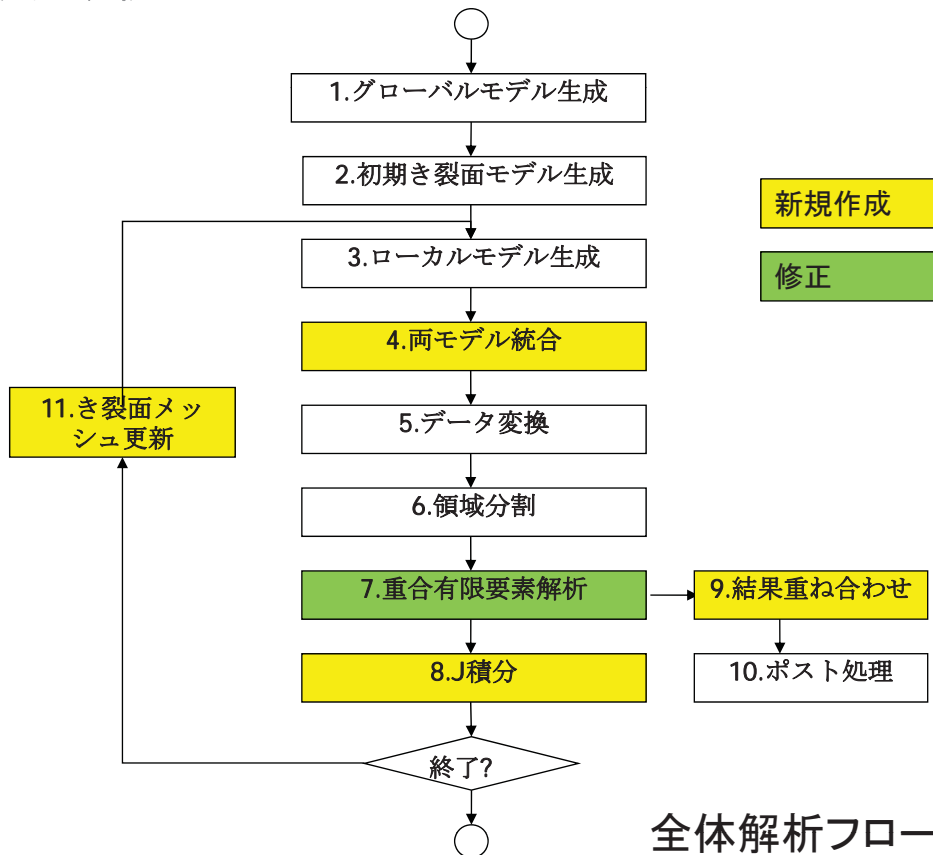 1.グローバルモデル生成
2.初期き裂面モデル生成
新規作成
3.ローカルモデル生成
修正
4.両モデル統合
11.き裂面メッ
シュ更新
5.データ変換
6.領域分割
7.重合有限要素解析
9.結果重ね合わせ
8.J積分
10.ポスト処理
終了?
全体解析フロー